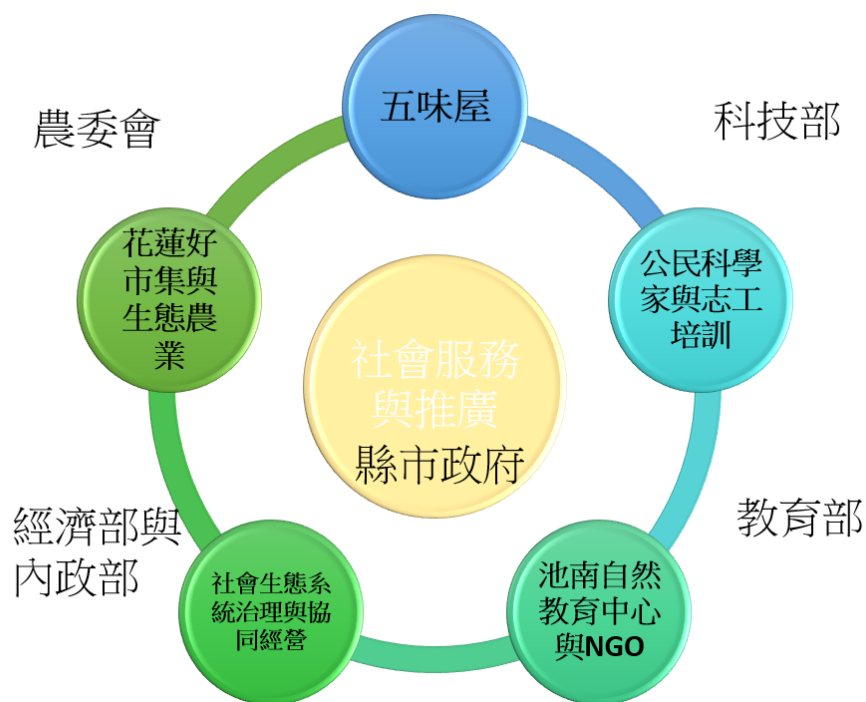 五味屋
農委會
科技部
花蓮好
市集與
生態農
業
公民科學
家與志工
培訓
社會服務
與推廣
縣市政府
經濟部與
內政部
教育部
社會生態系
統治理與協
同經營
池南自然
教育中心
與NGO